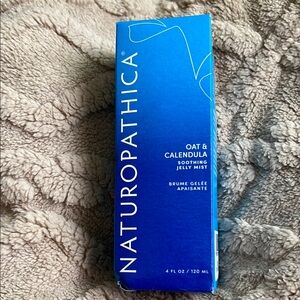 NATUROPATHICA®
OAT &
CALENDULA
SOOTHING
JELLY MIST
BRUME GELÉE
APAISANTE
4 FL OZ / 120 ML